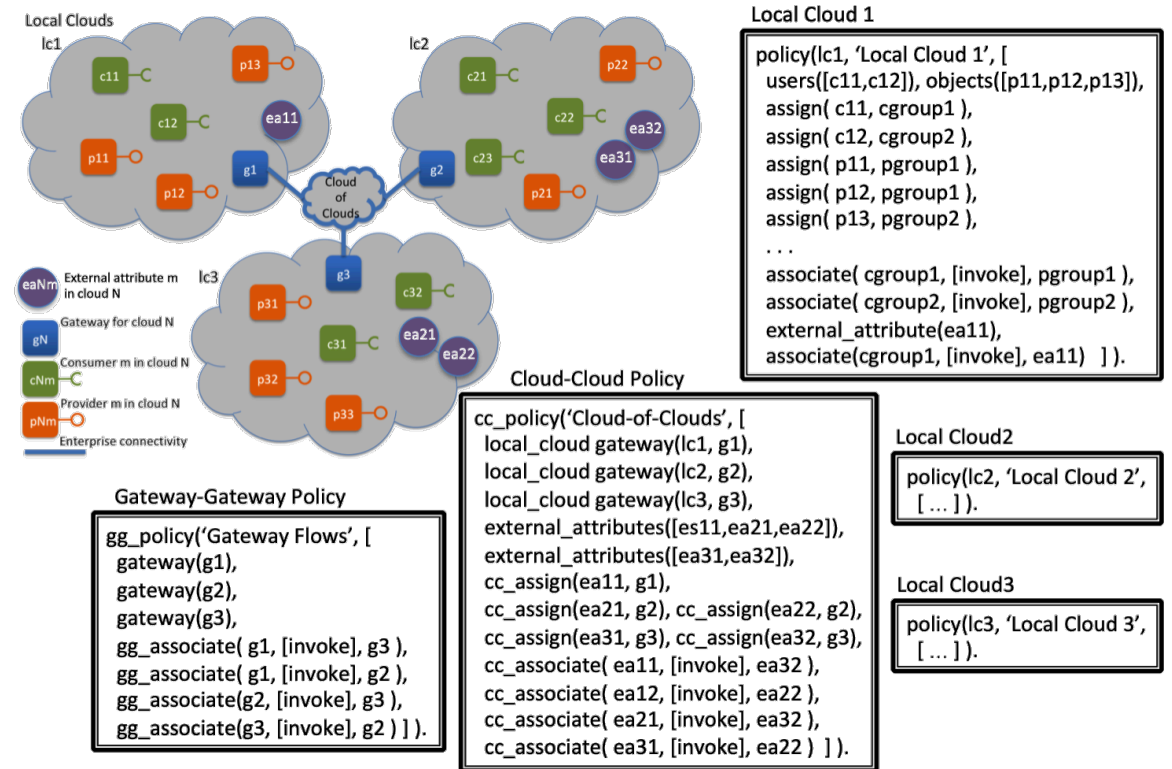 Local Clouds
lc1
c11
p13
c12
ea11
p11
p12
g1
lc2
c21
p22
c22
ea32
c23
ea31
g2
p21
Cloud
of
Clouds
lc3
g3
p31
c32
c31
ea21
ea22
p32
p33
eaNm
External attribute m
in cloud N
gN
Gateway for cloud N
cNm
Consumer m in cloud N
pNm
Provider m in cloud N
Enterprise connectivity
Local Cloud 1
policy(lc1, ‘Local Cloud 1’, [
users([c11,c12]), objects([p11,p12,p13]),
assign( c11, cgroup1 ),
assign( c12, cgroup2 ),
assign( p11, pgroup1 ),
assign( p12, pgroup1 ),
assign( p13, pgroup2 ),
. . .
associate( cgroup1, [invoke], pgroup1 ),
associate( cgroup2, [invoke], pgroup2 ),
external_attribute(ea11),
associate(cgroup1, [invoke], ea11) ] ).
Gateway-Gateway Policy
gg_policy(‘Gateway Flows’, [
gateway(g1),
gateway(g2),
gateway(g3),
gg_associate( g1, [invoke], g3 ),
gg_associate( g1, [invoke], g2 ),
gg_associate(g2, [invoke], g3 ),
gg_associate(g3, [invoke], g2 ) ] ).
Cloud-Cloud Policy
cc_policy(‘Cloud-of-Clouds’, [
local_cloud gateway(lc1, g1),
local_cloud gateway(lc2, g2),
local_cloud gateway(lc3, g3),
external_attributes([es11,ea21,ea22]),
external_attributes([ea31,ea32]),
cc_assign(ea11, g1),
cc_assign(ea21, g2), cc_assign(ea22, g2),
cc_assign(ea31, g3), cc_assign(ea32, g3),
cc_associate( ea11, [invoke], ea32 ),
cc_associate( ea12, [invoke], ea22 ),
cc_associate( ea21, [invoke], ea32 ),
cc_associate( ea31, [invoke], ea22 ) ] ).
Local Cloud2
policy(lc2, ‘Local Cloud 2’,
[ ... ] ).
Local Cloud3
policy(lc3, ‘Local Cloud 3’,
[ ... ] ).